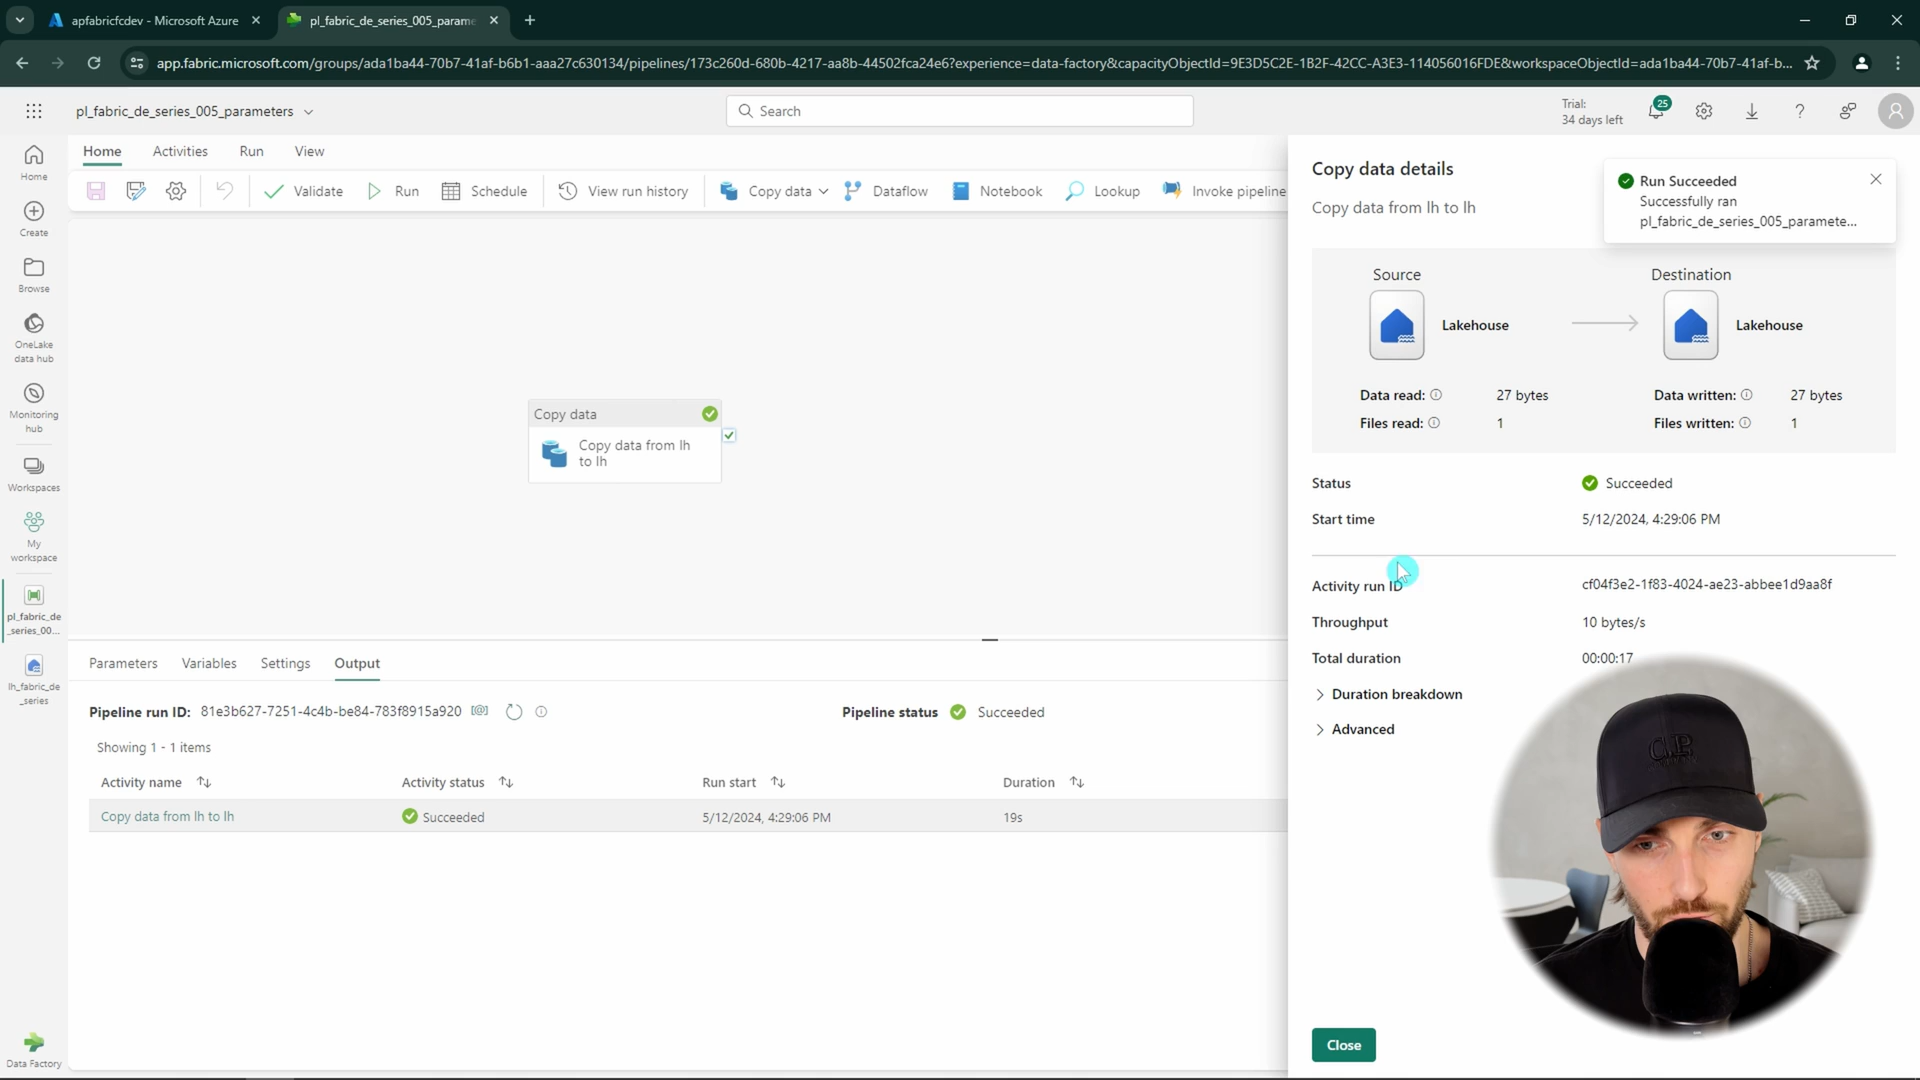 apfabricfcdev - Microsoft Azure
pl_fabric_de_series_005_parame
app.fabric.microsoft.com/groups/ada1ba44-70b7-41af-b6b1-aaa27c630134/pipelines/173c260d-680b-4217-aa8b-44502fca24e6?experience=data-factory&capacityObjectId=9E3D5C2E-1B2F-42CC-A3E3-114056016FDE&workspaceObjectId=ada1ba44-70b7-41af-b...
pl_fabric_de_series_005_parameters
Search
Trial:
34 days left
25
Home
Activities
Run
View
Validate
Run
Schedule
View run history
Copy data
Dataflow
Notebook
Lookup
Invoke pipeline
Home
Create
Browse
OneLake
data hub
Monitoring
hub
Workspaces
My
workspace
pl_fabric_de
_series_00...
lh_fabric_de
_series
Data Factory
Copy data
Copy data from lh
to lh
Parameters
Variables
Settings
Output
Pipeline run ID: 81e3b627-7251-4c4b-be84-783f8915a920
Pipeline status
Succeeded
Showing 1 - 1 items
Activity name
Activity status
Run start
Duration
Copy data from lh to lh
Succeeded
5/12/2024, 4:29:06 PM
19s
Copy data details
Copy data from lh to lh
Run Succeeded
Successfully ran
pl_fabric_de_series_005_paramete...
Source
Destination
Lakehouse
Lakehouse
Data read:
27 bytes
Data written:
27 bytes
Files read:
1
Files written:
1
Status
Succeeded
Start time
5/12/2024, 4:29:06 PM
Activity run ID
cf04f3e2-1f83-4024-ae23-abbee1d9aa8f
Throughput
10 bytes/s
Total duration
00:00:17
Duration breakdown
Advanced
Close